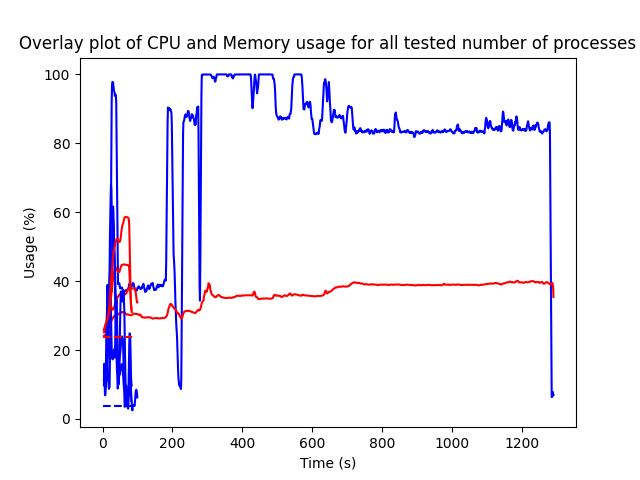 Overlay plot of CPU and Memory usage for all tested number of processes
100
80
60
40
20
0
Usage (%)
0 200 400 600 800 1000 1200
Time (s)